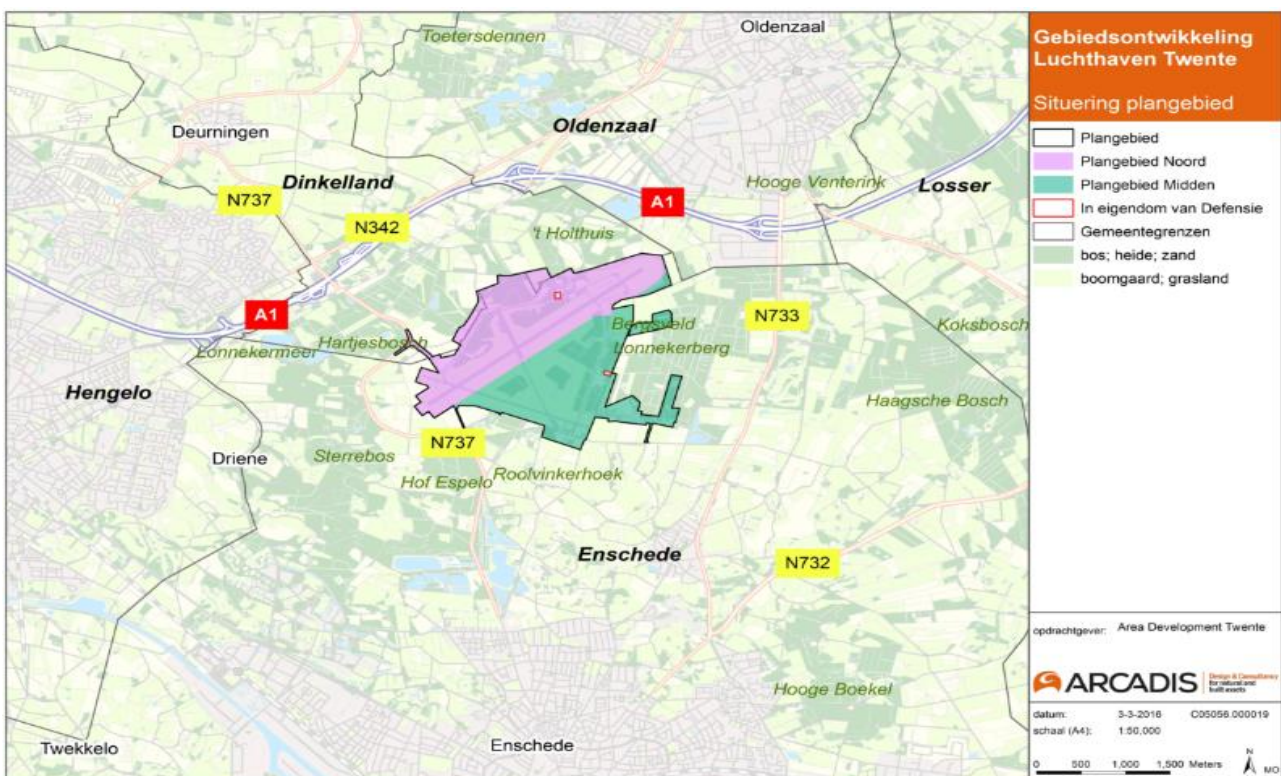 Toetersdennen
Oldenzaal
Deurningen
Oldenzaal
N737
Dinkelland
Hooge Venterink
Losser
A1
N342
't Holthuis
A1
N733
Bergsveld
Koksbosch
Lonnekermeer
Hartjesbosch
Lonnekerberg
Hengelo
Haagsche Bosch
N737
Driene
Sterrebos
Hof Espelo
Roolvinkerhoek
Enschede
N732
Hooge Boekel
Twekkelo
Enschede
Gebiedsontwikkeling
Luchthaven Twente
Situering plangebied
Plangebied
Plangebied Noord
Plangebied Midden
In eigendom van Defensie
Gemeentegrenzen
bos; heide; zand
boomgaard; grasland
opdrachtgever: Area Development Twente
ARCADIS
Design & Consultancy
for natural and
built assets
datum: 3-3-2016 C05056.000019
schaal (A4): 1:50.000
0 500 1,000 1,500 Meters
N
MO